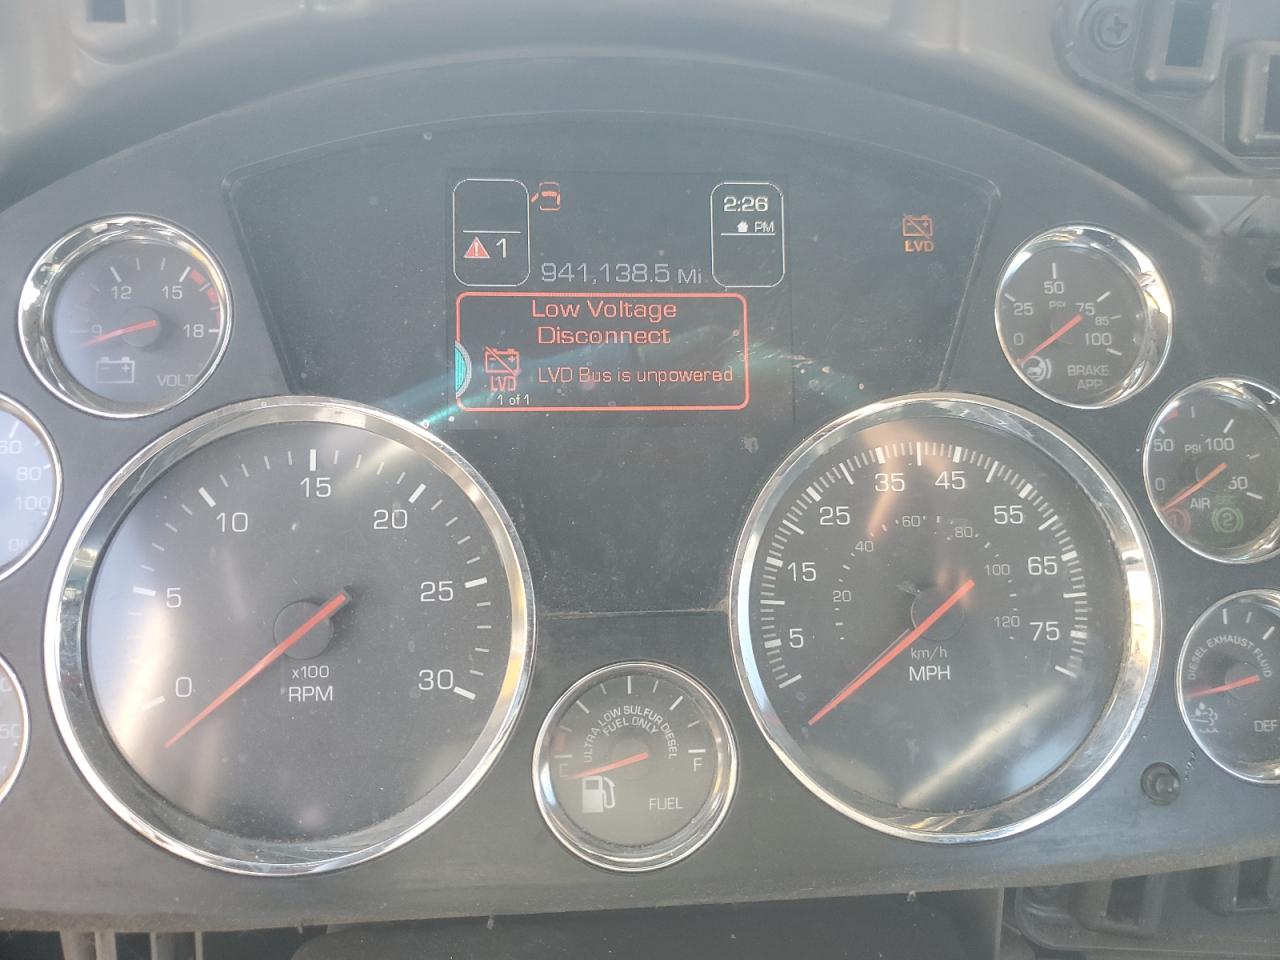 2:26
PM
1
941,138.5 Mi
LVD
Low Voltage
Disconnect
LVD
LVD Bus is unpowered
1 of 1
9 12 15 18
VOLT
0 25 50 75 85 100
PSI
BRAKE
APP
60
80
100
0 5 10 15 20 25 30
x100
RPM
5 15 25 35 45 55 65 75
20 40 60 80 100 120
km/h
MPH
0 50 100
PSI
AIR
2
ULTRA LOW SULFUR DIESEL
FUEL ONLY
E F
FUEL
DIESEL EXHAUST FLUID
DEF